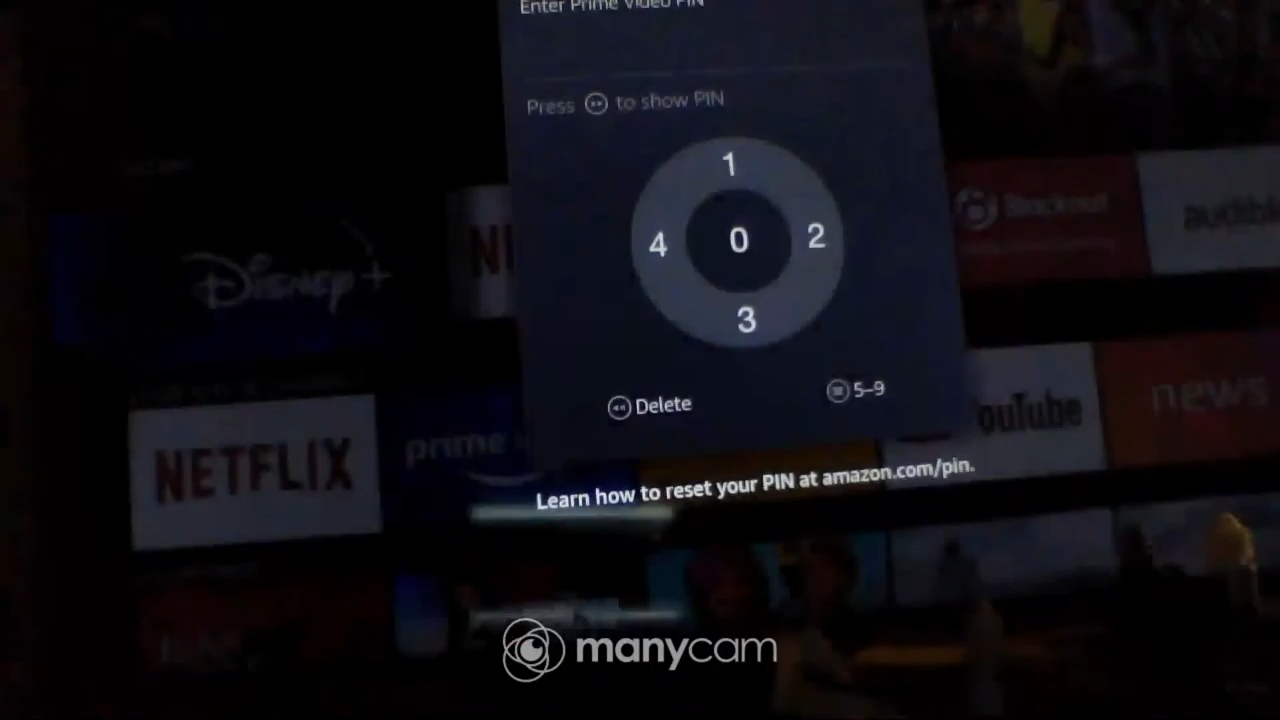 Enter Prime Video PIN
Press to show PIN
1
4 0 2
3
Delete
5-9
Learn how to reset your PIN at amazon.com/pin.
Disney+
NETFLIX
prime
YouTube
news
audible
manycam